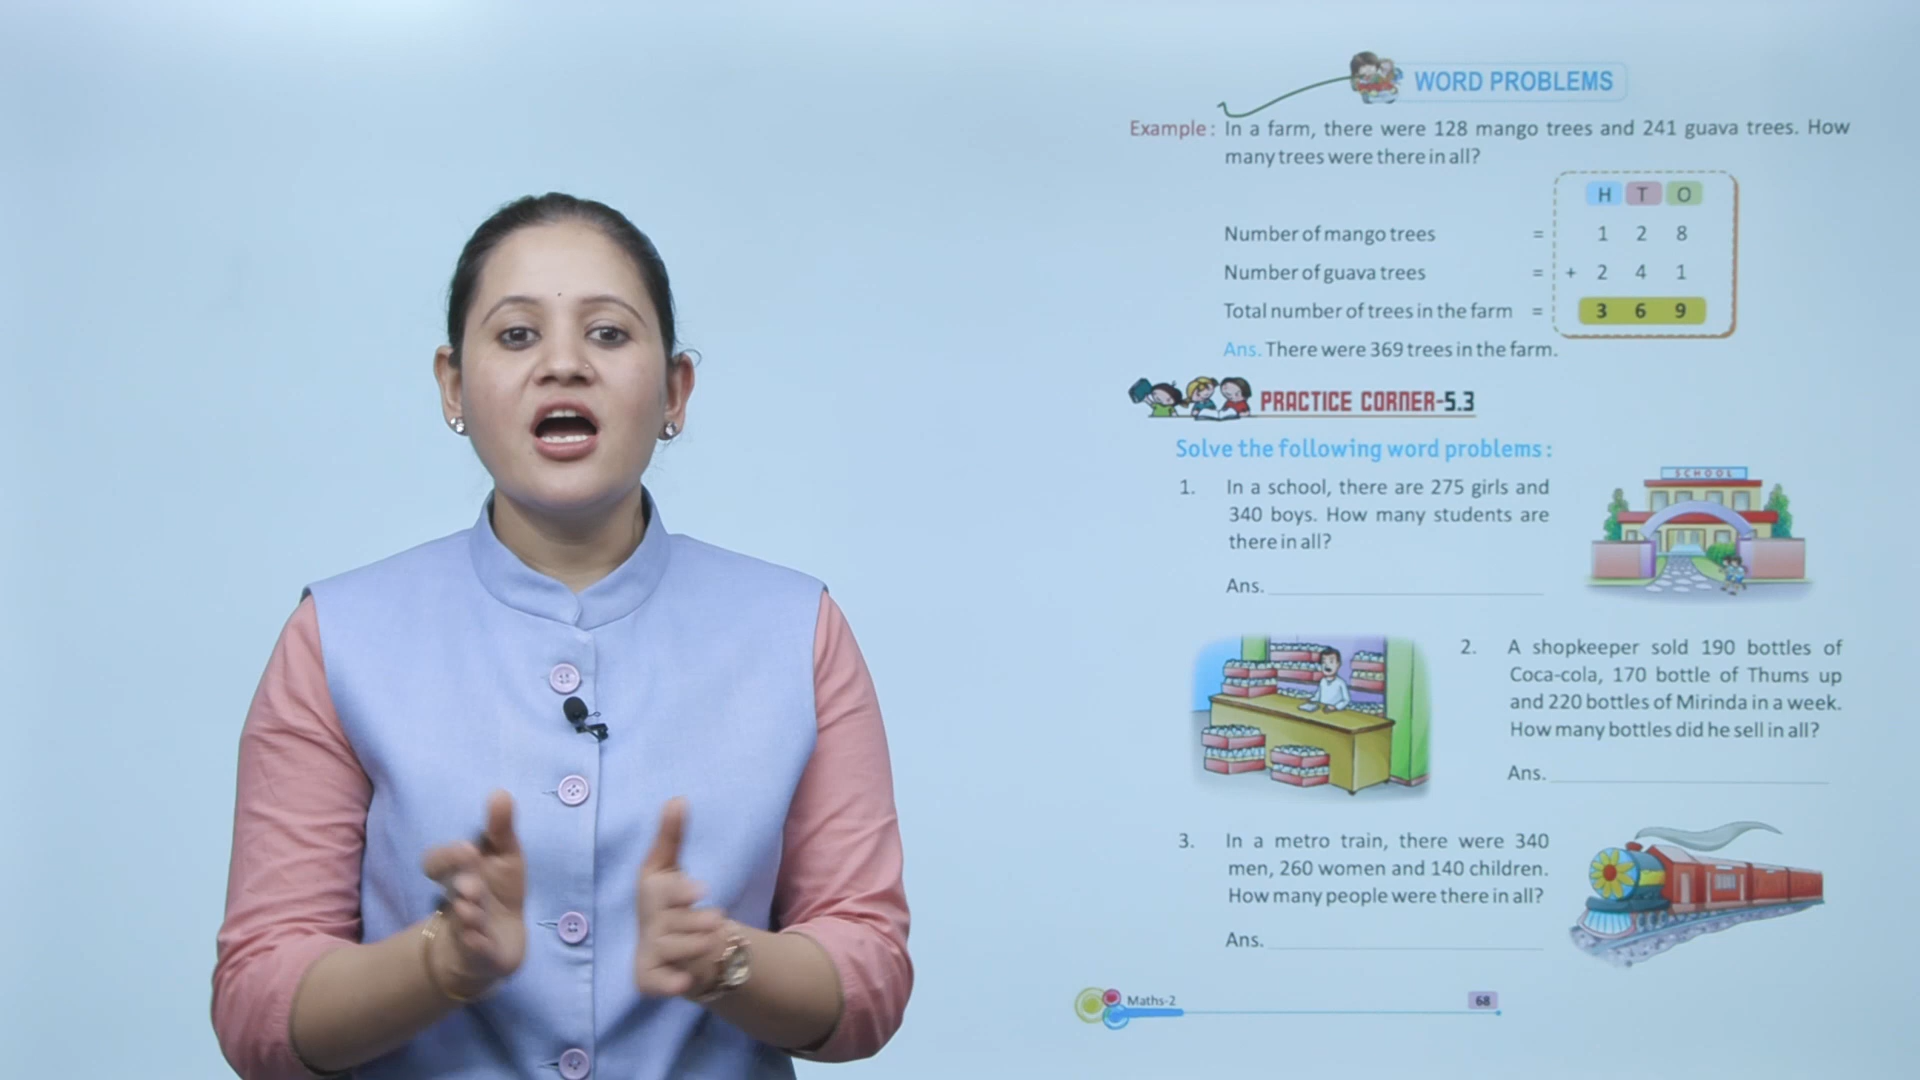 WORD PROBLEMS
Example : In a farm, there were 128 mango trees and 241 guava trees. How
many trees were there in all?
H T O
Number of mango trees = 1 2 8
Number of guava trees = + 2 4 1
Total number of trees in the farm = 3 6 9
Ans. There were 369 trees in the farm.
PRACTICE CORNER-5.3
Solve the following word problems :
1. In a school, there are 275 girls and
340 boys. How many students are
there in all?
Ans.
SCHOOL
2. A shopkeeper sold 190 bottles of
Coca-cola, 170 bottle of Thums up
and 220 bottles of Mirinda in a week.
How many bottles did he sell in all?
Ans.
3. In a metro train, there were 340
men, 260 women and 140 children.
How many people were there in all?
Ans.
Maths-2
68